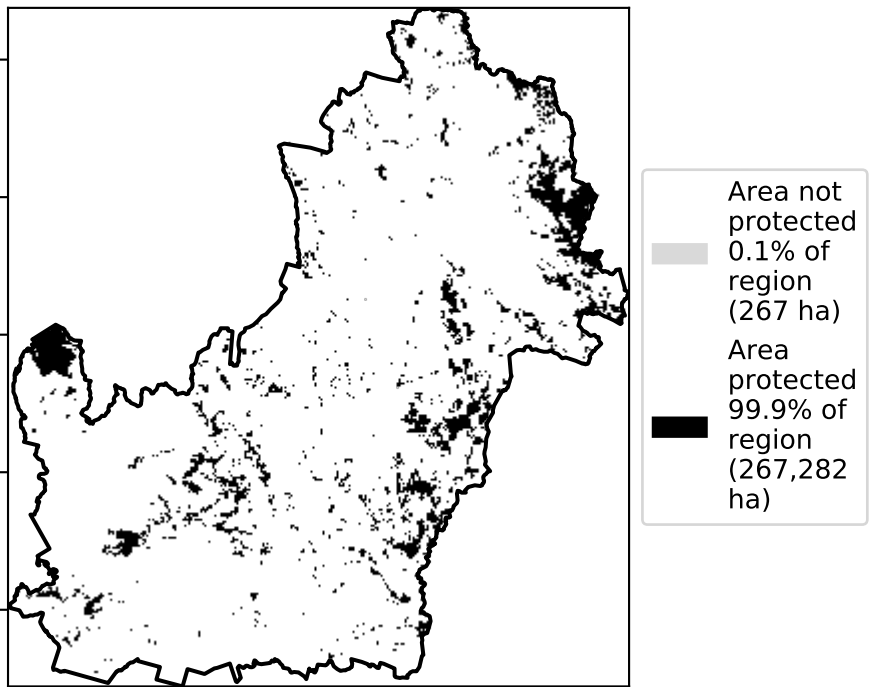 Area not
protected
0.1% of
region
(267 ha)
Area
protected
99.9% of
region
(267,282
ha)